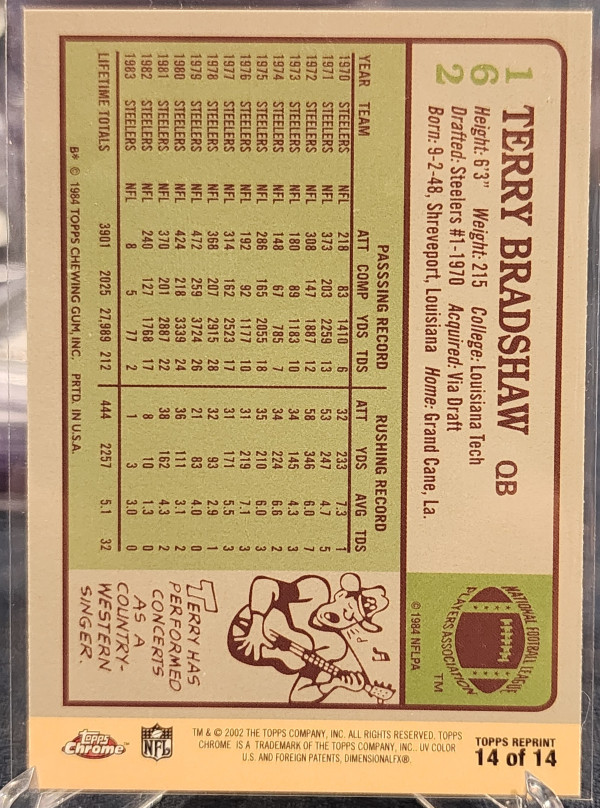 162
TERRY BRADSHAW QB
Height: 6'3" Weight: 215 College: Louisiana Tech
Drafted: Steelers #1-1970 Acquired: Via Draft
Born: 9-2-48, Shreveport, Louisiana Home: Grand Cane, La.
NATIONAL FOOTBALL LEAGUE
PLAYERS ASSOCIATION
TM
© 1984 NFLPA
PASSSING RECORD RUSHING RECORD
YEAR TEAM ATT COMP YDS TDS ATT YDS AVG TDS
1970 STEELERS NFL 218 83 1410 6 32 233 7.3 1
1971 STEELERS NFL 373 203 2259 13 53 247 4.7 5
1972 STEELERS NFL 308 147 1887 12 58 346 6.0 7
1973 STEELERS NFL 180 89 1183 10 34 145 4.3 3
1974 STEELERS NFL 148 67 785 7 34 224 6.6 2
1975 STEELERS NFL 286 165 2055 18 35 210 6.0 3
1976 STEELERS NFL 192 92 1177 10 31 219 7.1 3
1977 STEELERS NFL 314 162 2523 17 31 171 5.5 3
1978 STEELERS NFL 368 207 2915 28 32 93 2.9 1
1979 STEELERS NFL 472 259 3724 26 21 83 4.0 0
1980 STEELERS NFL 424 218 3339 24 36 111 3.1 2
1981 STEELERS NFL 370 201 2887 22 38 162 4.3 2
1982 STEELERS NFL 240 127 1768 17 8 10 1.3 0
1983 STEELERS NFL 8 5 77 2 1 3 3.0 0
LIFETIME TOTALS 3901 2025 27,989 212 444 2257 5.1 32
B* © 1984 TOPPS CHEWING GUM, INC. PRTD. IN U.S.A.
TERRY HAS
PERFORMED
CONCERTS
AS A
COUNTRY-
WESTERN
SINGER.
Topps
Chrome™
NFL
TM & © 2002 THE TOPPS COMPANY, INC. ALL RIGHTS RESERVED. TOPPS
CHROME IS A TRADEMARK OF THE TOPPS COMPANY, INC.. UV COLOR
U.S. AND FOREIGN PATENTS, DIMENSIONALFX®.
TOPPS REPRINT
14 of 14